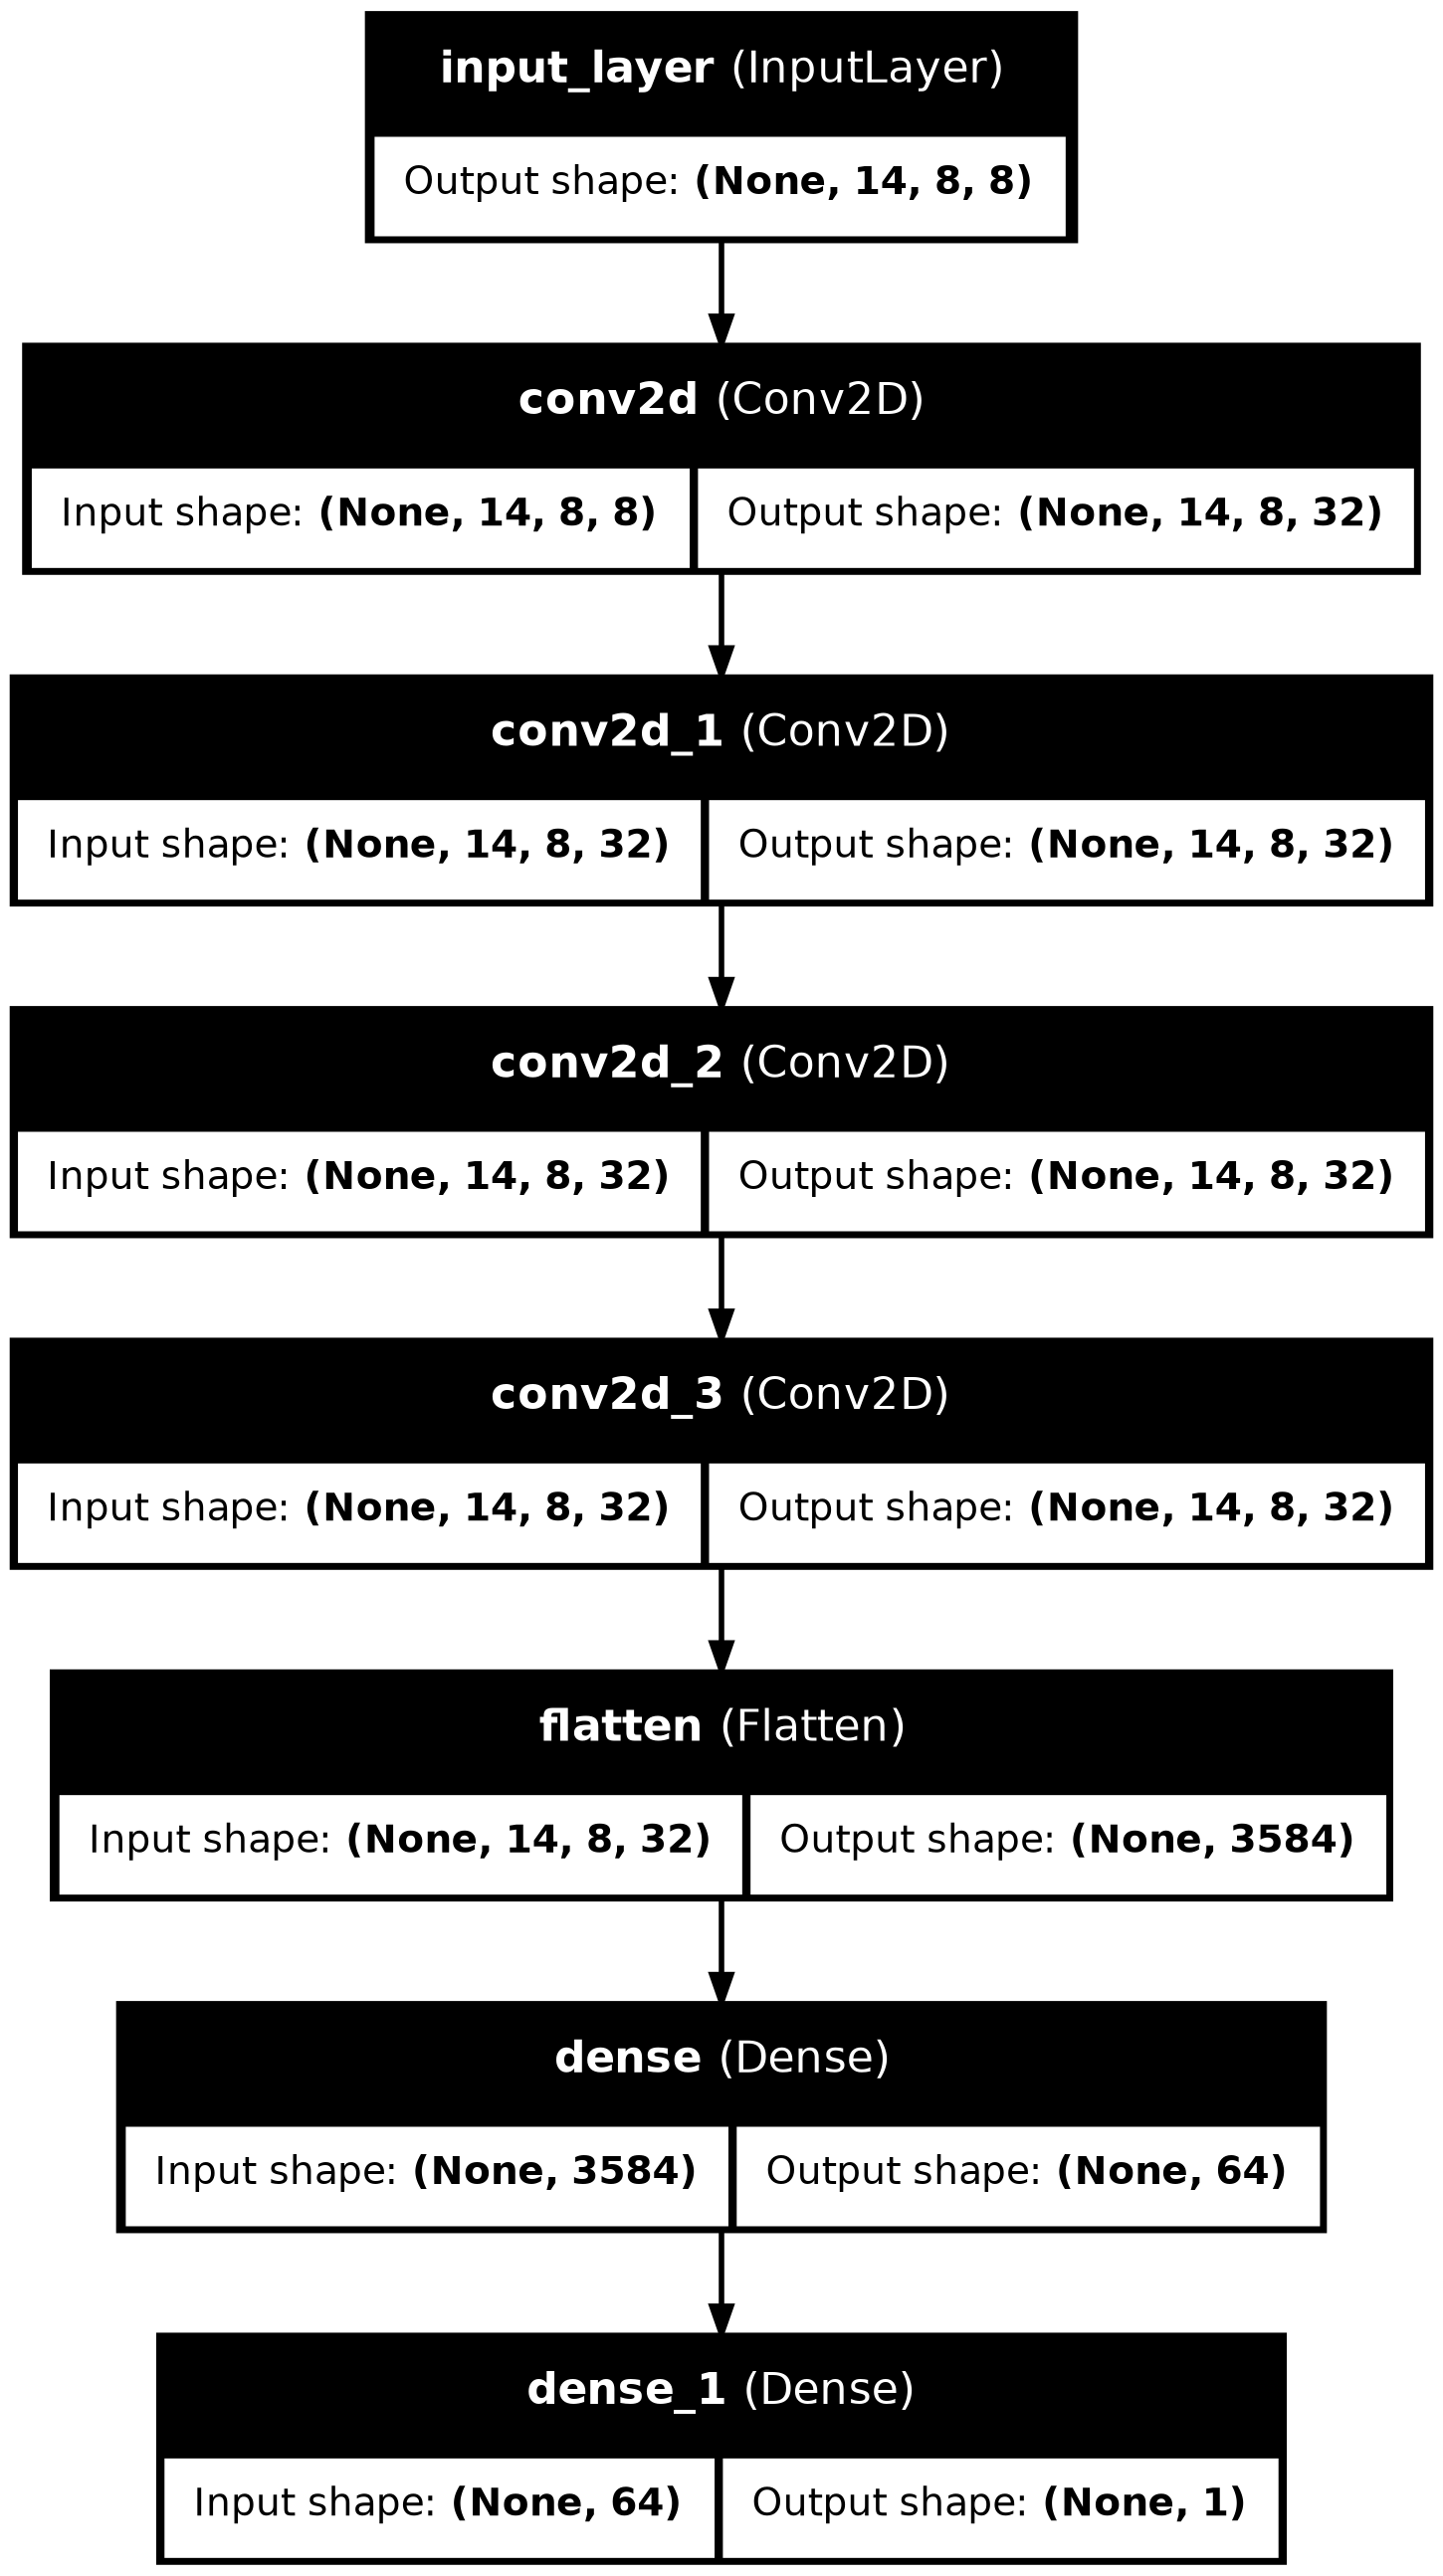 input_layer (InputLayer)
Output shape: (None, 14, 8, 8)
conv2d (Conv2D)
Input shape: (None, 14, 8, 8) Output shape: (None, 14, 8, 32)
conv2d_1 (Conv2D)
Input shape: (None, 14, 8, 32) Output shape: (None, 14, 8, 32)
conv2d_2 (Conv2D)
Input shape: (None, 14, 8, 32) Output shape: (None, 14, 8, 32)
conv2d_3 (Conv2D)
Input shape: (None, 14, 8, 32) Output shape: (None, 14, 8, 32)
flatten (Flatten)
Input shape: (None, 14, 8, 32) Output shape: (None, 3584)
dense (Dense)
Input shape: (None, 3584) Output shape: (None, 64)
dense_1 (Dense)
Input shape: (None, 64) Output shape: (None, 1)